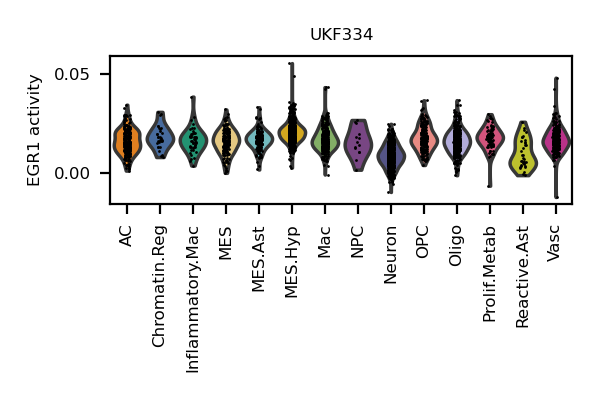 UKF334
EGR1 activity
0.05
0.00
AC
Chromatin.Reg
Inflammatory.Mac
MES
MES.Ast
MES.Hyp
Mac
NPC
Neuron
OPC
Oligo
Prolif.Metab
Reactive.Ast
Vasc